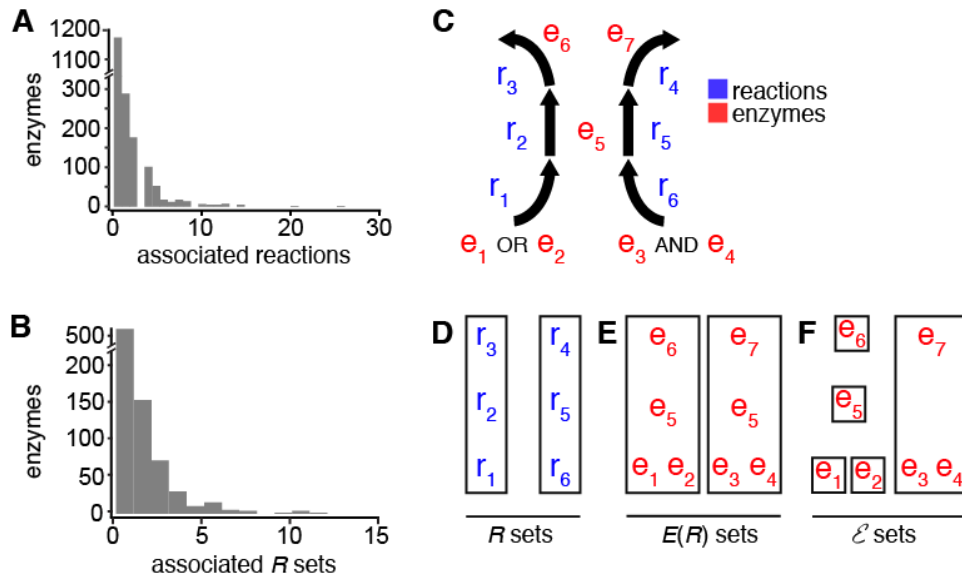 A
1200
1100
300
200
100
0
enzymes
0 10 20 30
associated reactions
B
500
200
150
100
50
0
enzymes
0 5 10 15
associated R sets
C
e6 e7
r3 r4
r2 e5 r5
r1 r6
e1 OR e2 e3 AND e4
reactions
enzymes
D
r3 r4
r2 r5
r1 r6
R sets
E
e6 e7
e5 e5
e1 e2 e3 e4
E(R) sets
F
e6 e7
e5
e1 e2 e3 e4
ℰ sets